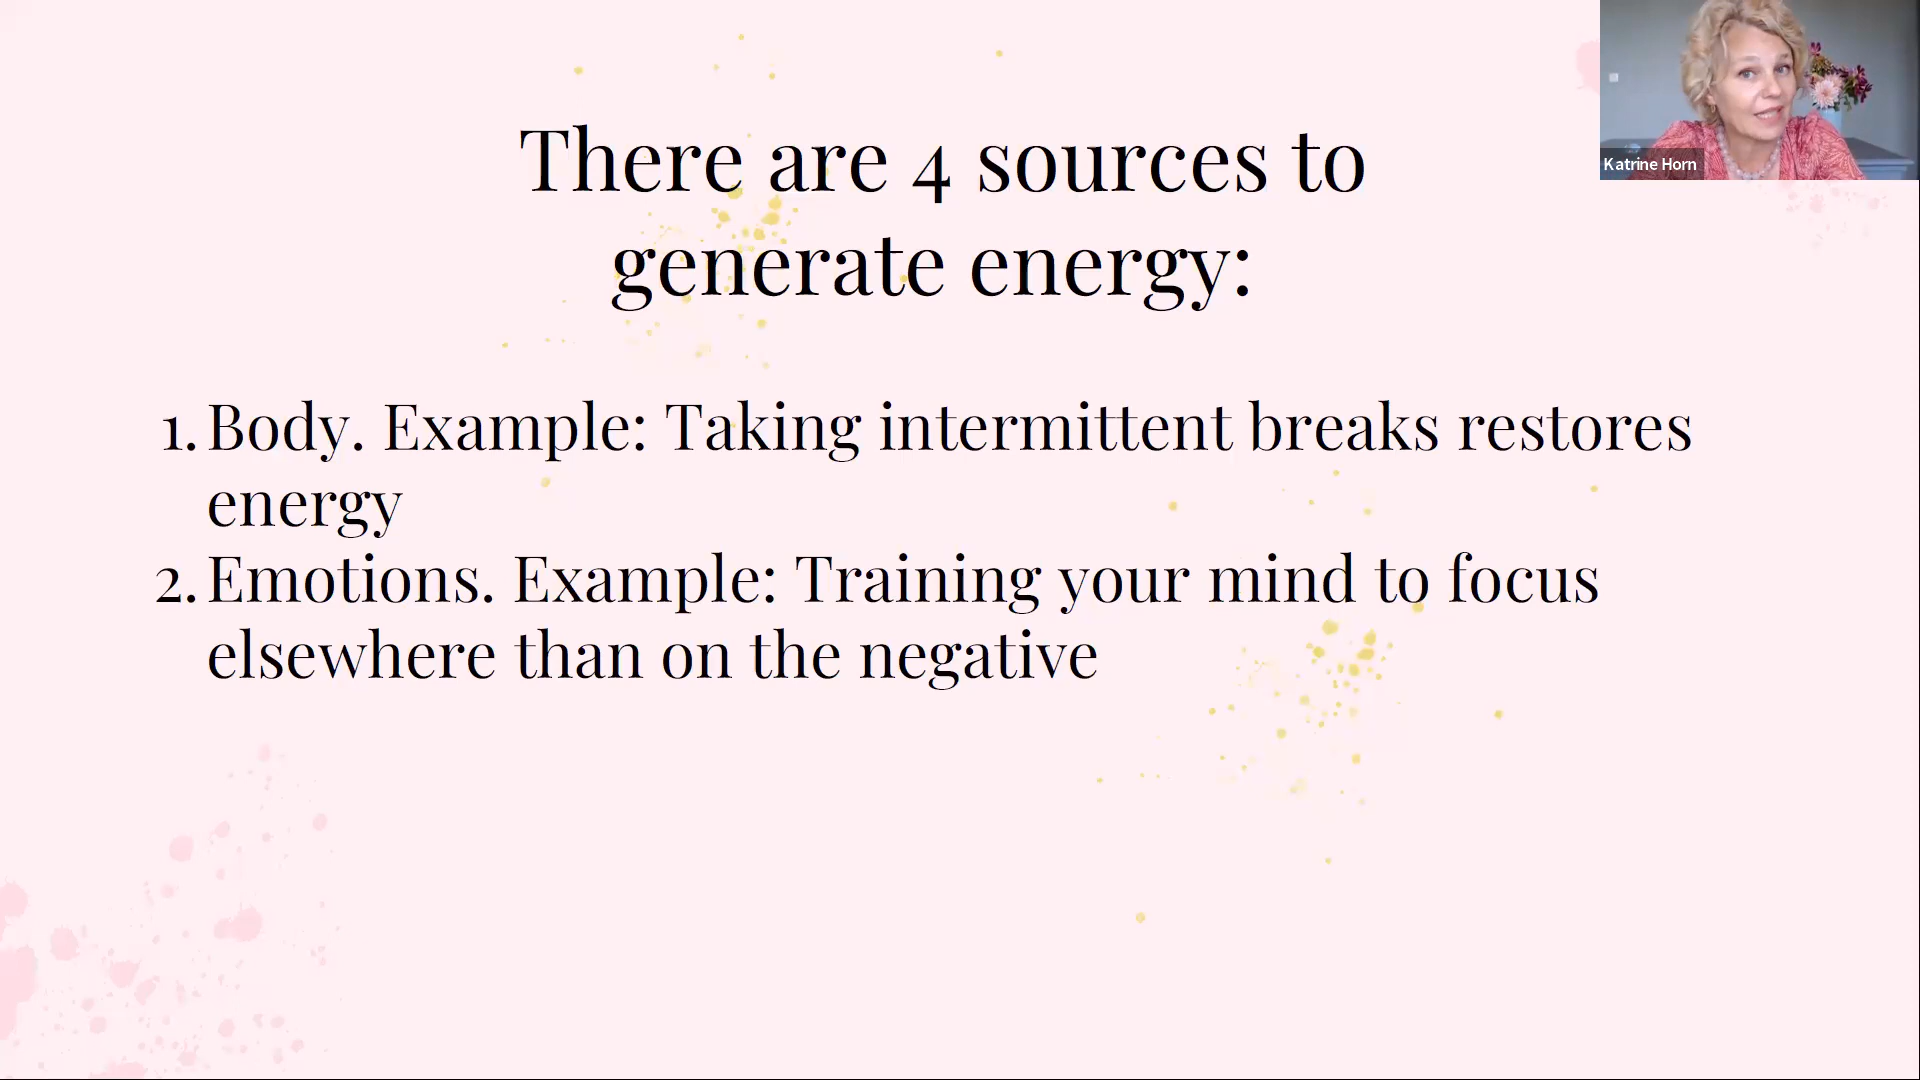 There are 4 sources to
generate energy:
1. Body. Example: Taking intermittent breaks restores
energy
2. Emotions. Example: Training your mind to focus
elsewhere than on the negative
Katrine Horn